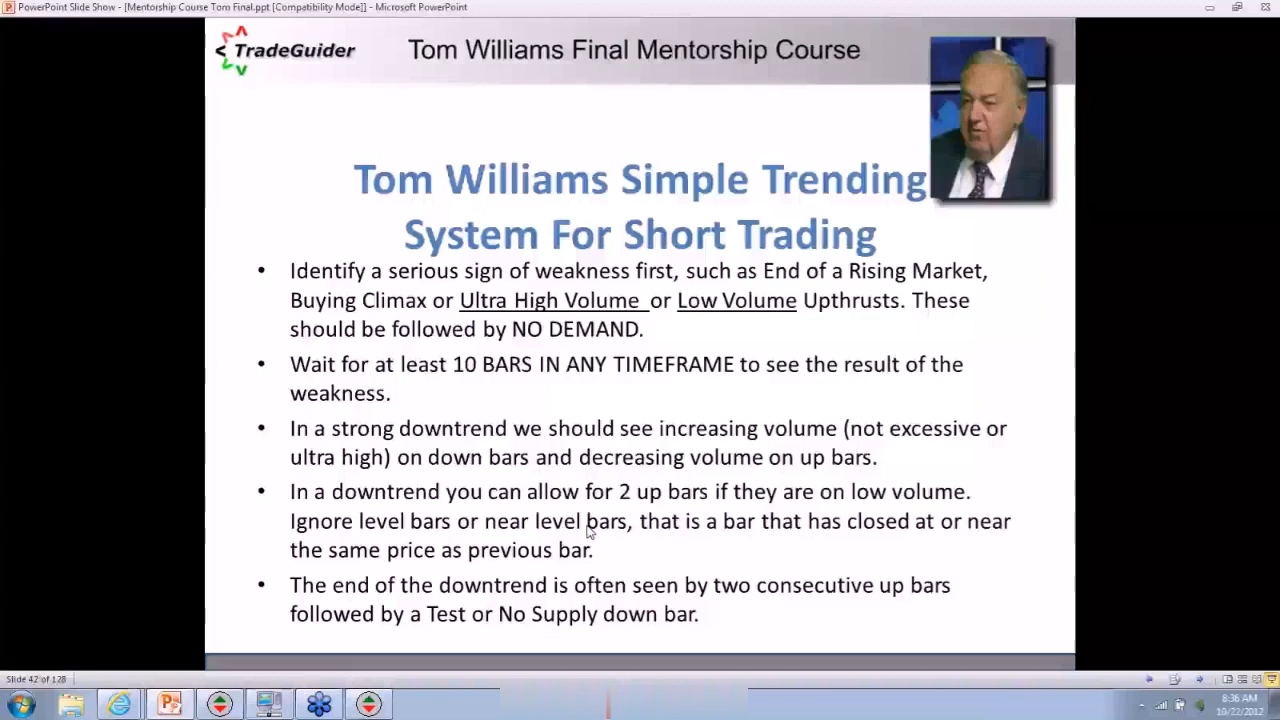 PowerPoint Slide Show - [Mentorship Course Tom Final.ppt [Compatibility Mode]] - Microsoft PowerPoint
TradeGuider
Tom Williams Final Mentorship Course
Tom Williams Simple Trending
System For Short Trading
• Identify a serious sign of weakness first, such as End of a Rising Market,
Buying Climax or Ultra High Volume or Low Volume Upthrusts. These
should be followed by NO DEMAND.
• Wait for at least 10 BARS IN ANY TIMEFRAME to see the result of the
weakness.
• In a strong downtrend we should see increasing volume (not excessive or
ultra high) on down bars and decreasing volume on up bars.
• In a downtrend you can allow for 2 up bars if they are on low volume.
Ignore level bars or near level bars, that is a bar that has closed at or near
the same price as previous bar.
• The end of the downtrend is often seen by two consecutive up bars
followed by a Test or No Supply down bar.
Slide 42 of 128
8:36 AM
10/22/2012